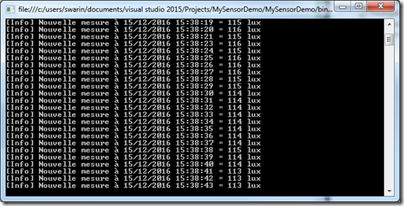 file:///c:/users/swarin/documents/visual studio 2015/Projects/MySensorDemo/MySensorDemo/bin...
[Info] Nouvelle mesure à 15/12/2016 15:38:19 = 115 lux
[Info] Nouvelle mesure à 15/12/2016 15:38:20 = 116 lux
[Info] Nouvelle mesure à 15/12/2016 15:38:21 = 116 lux
[Info] Nouvelle mesure à 15/12/2016 15:38:23 = 116 lux
[Info] Nouvelle mesure à 15/12/2016 15:38:24 = 116 lux
[Info] Nouvelle mesure à 15/12/2016 15:38:25 = 116 lux
[Info] Nouvelle mesure à 15/12/2016 15:38:26 = 116 lux
[Info] Nouvelle mesure à 15/12/2016 15:38:27 = 115 lux
[Info] Nouvelle mesure à 15/12/2016 15:38:28 = 115 lux
[Info] Nouvelle mesure à 15/12/2016 15:38:29 = 115 lux
[Info] Nouvelle mesure à 15/12/2016 15:38:30 = 114 lux
[Info] Nouvelle mesure à 15/12/2016 15:38:31 = 114 lux
[Info] Nouvelle mesure à 15/12/2016 15:38:32 = 114 lux
[Info] Nouvelle mesure à 15/12/2016 15:38:33 = 114 lux
[Info] Nouvelle mesure à 15/12/2016 15:38:34 = 114 lux
[Info] Nouvelle mesure à 15/12/2016 15:38:35 = 114 lux
[Info] Nouvelle mesure à 15/12/2016 15:38:36 = 114 lux
[Info] Nouvelle mesure à 15/12/2016 15:38:37 = 114 lux
[Info] Nouvelle mesure à 15/12/2016 15:38:38 = 115 lux
[Info] Nouvelle mesure à 15/12/2016 15:38:39 = 114 lux
[Info] Nouvelle mesure à 15/12/2016 15:38:40 = 114 lux
[Info] Nouvelle mesure à 15/12/2016 15:38:41 = 113 lux
[Info] Nouvelle mesure à 15/12/2016 15:38:42 = 113 lux
[Info] Nouvelle mesure à 15/12/2016 15:38:43 = 113 lux